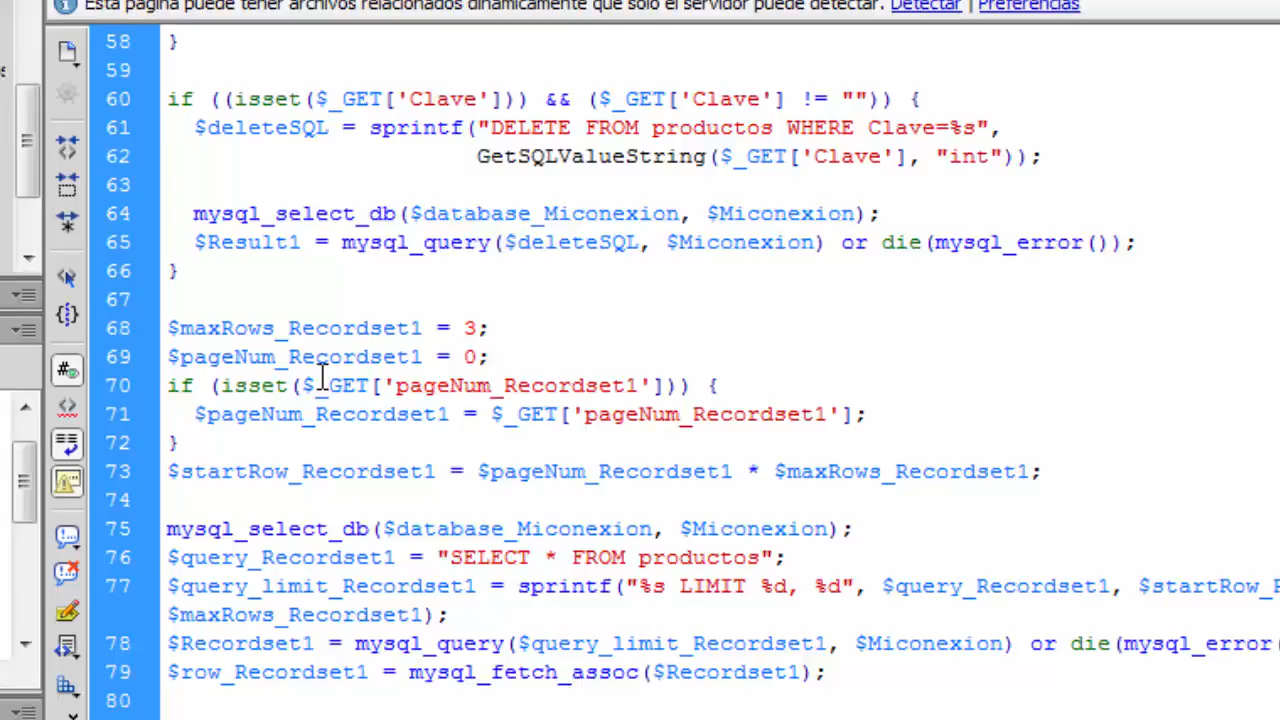 Esta página puede tener archivos relacionados dinámicamente que sólo el servidor puede detectar. Detectar | Preferencias
58 }
59
60 if ((isset($_GET['Clave'])) && ($_GET['Clave'] != "")) {
61 $deleteSQL = sprintf("DELETE FROM productos WHERE Clave=%s",
62 GetSQLValueString($_GET['Clave'], "int"));
63
64 mysql_select_db($database_Miconexion, $Miconexion);
65 $Result1 = mysql_query($deleteSQL, $Miconexion) or die(mysql_error());
66 }
67
68 $maxRows_Recordset1 = 3;
69 $pageNum_Recordset1 = 0;
70 if (isset($_GET['pageNum_Recordset1'])) {
71 $pageNum_Recordset1 = $_GET['pageNum_Recordset1'];
72 }
73 $startRow_Recordset1 = $pageNum_Recordset1 * $maxRows_Recordset1;
74
75 mysql_select_db($database_Miconexion, $Miconexion);
76 $query_Recordset1 = "SELECT * FROM productos";
77 $query_limit_Recordset1 = sprintf("%s LIMIT %d, %d", $query_Recordset1, $startRow_R
$maxRows_Recordset1);
78 $Recordset1 = mysql_query($query_limit_Recordset1, $Miconexion) or die(mysql_error(
79 $row_Recordset1 = mysql_fetch_assoc($Recordset1);
80